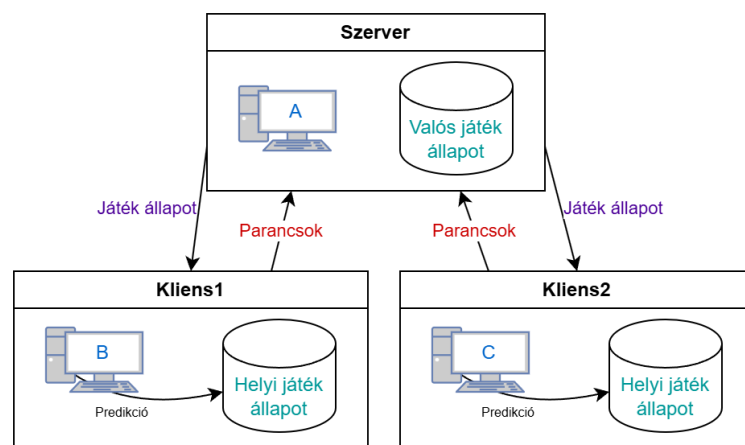 Szerver
A
Valós játék
állapot
Játék állapot
Játék állapot
Parancsok
Parancsok
Kliens1
B
Helyi játék
állapot
Predikció
Kliens2
C
Helyi játék
állapot
Predikció